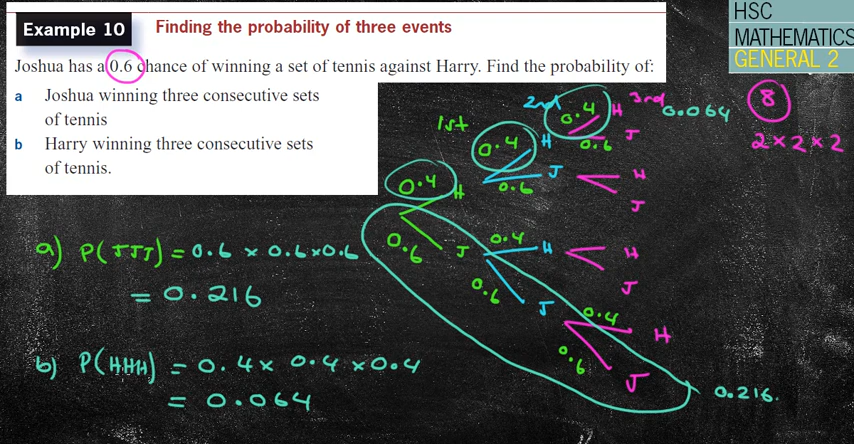 Example 10 Finding the probability of three events
HSC
MATHEMATICS
GENERAL 2
Joshua has a 0.6 chance of winning a set of tennis against Harry. Find the probability of:
a Joshua winning three consecutive sets
of tennis
b Harry winning three consecutive sets
of tennis.
1st 2nd 3rd
8
2 × 2 × 2
0.4 H 0.064
0.4 H 0.6 J
0.6 J H
J
0.4 H
0.6 J 0.4 H H
J
0.6 J 0.4 H
0.6 J 0.216.
a) P(JJJ) = 0.6 × 0.6 × 0.6
= 0.216
b) P(HHH) = 0.4 × 0.4 × 0.4
= 0.064